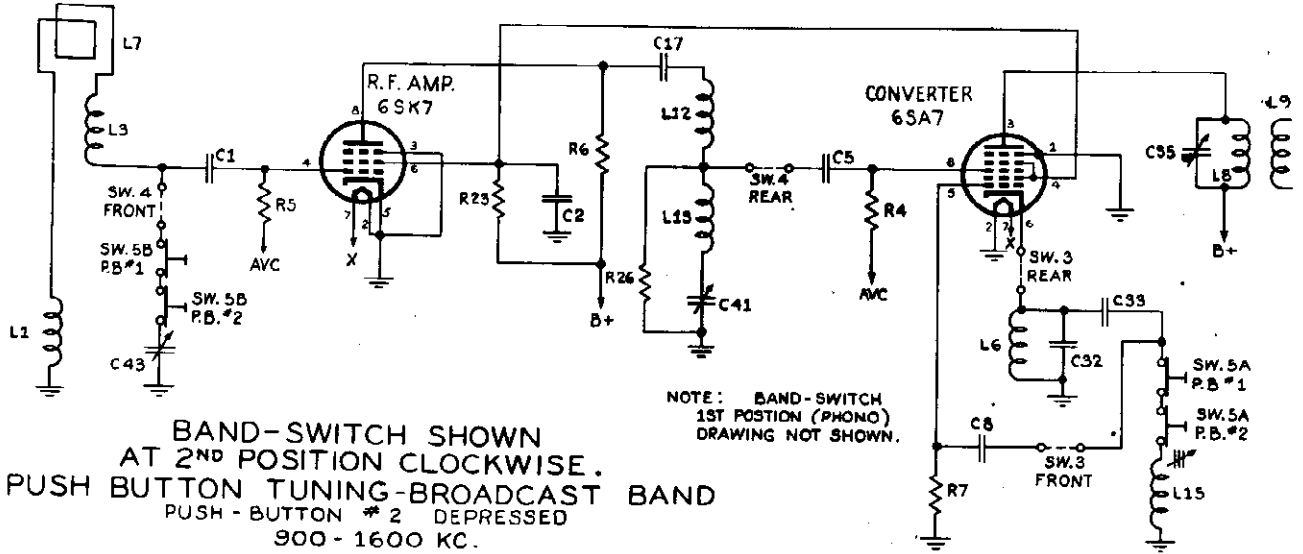 L7
L3
L1
SW. 4
FRONT
SW. 5B
P.B.#1
SW. 5B
P.B.#2
C43
C1
R5
AVC
R.F. AMP.
6SK7
8
4
3
6
7
2
5
X
R23
C2
R6
B+
C17
L12
L13
R26
C41
SW.4
REAR
C5
R4
AVC
CONVERTER
6SA7
3
8
5
1
4
2
7
6
X
SW. 3
REAR
L6
C32
C33
C8
R7
SW.3
FRONT
SW. 5A
P.B #1
SW. 5A
P.B.#2
L15
C35
L8
L9
B+
NOTE: BAND-SWITCH
1ST POSTION (PHONO)
DRAWING NOT SHOWN.
BAND-SWITCH SHOWN
AT 2ND POSITION CLOCKWISE.
PUSH BUTTON TUNING-BROADCAST BAND
PUSH-BUTTON #2 DEPRESSED
900-1600 KC.